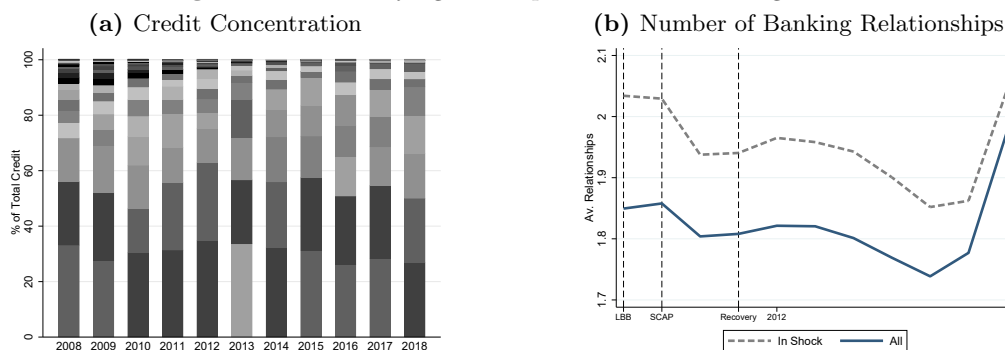 (a) Credit Concentration
% of Total Credit
100
80
60
40
20
0
2008 2009 2010 2011 2012 2013 2014 2015 2016 2017 2018
(b) Number of Banking Relationships
Av. Relationships
2.1
2
1.9
1.8
1.7
LBB SCAP Recovery 2012
In Shock All